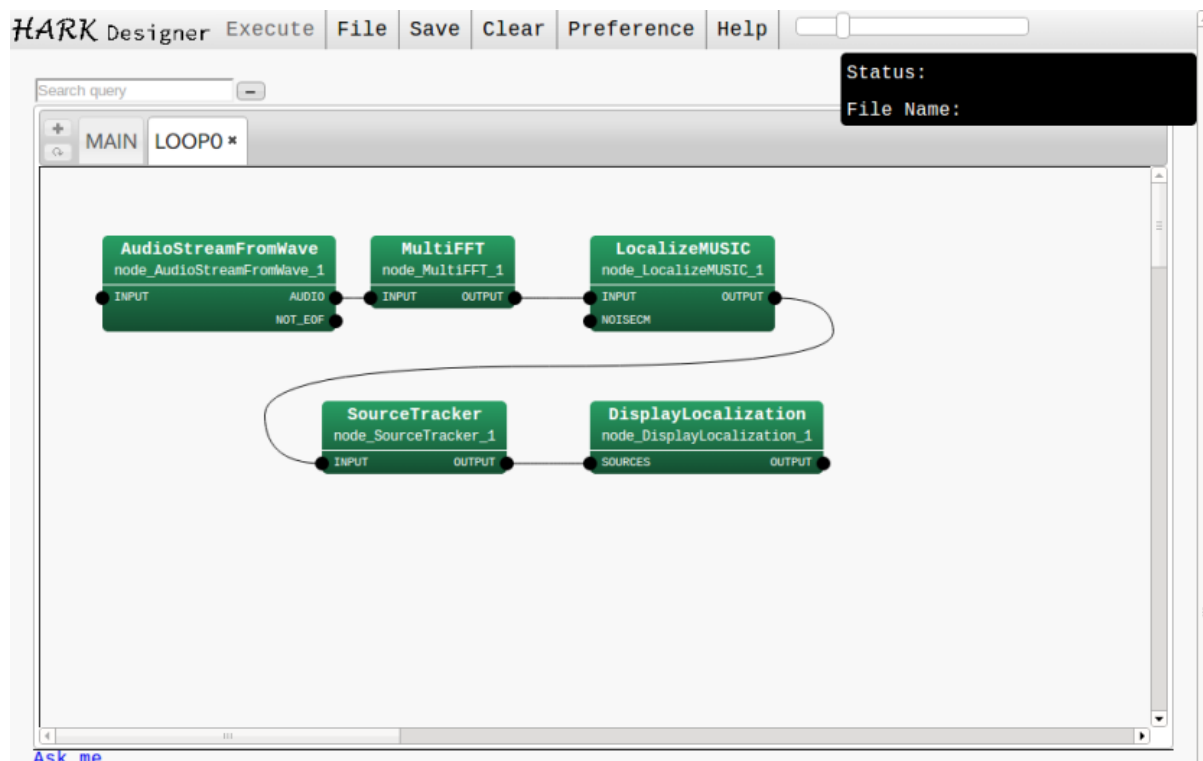 HARK Designer Execute File Save Clear Preference Help
Status:
File Name:
Search query
MAIN LOOP0
AudioStreamFromWave
node_AudioStreamFromWave_1
INPUT AUDIO
NOT_EOF
MultiFFT
node_MultiFFT_1
INPUT OUTPUT
LocalizeMUSIC
node_LocalizeMUSIC_1
INPUT OUTPUT
NOISECM
SourceTracker
node_SourceTracker_1
INPUT OUTPUT
DisplayLocalization
node_DisplayLocalization_1
SOURCES OUTPUT
Ask me